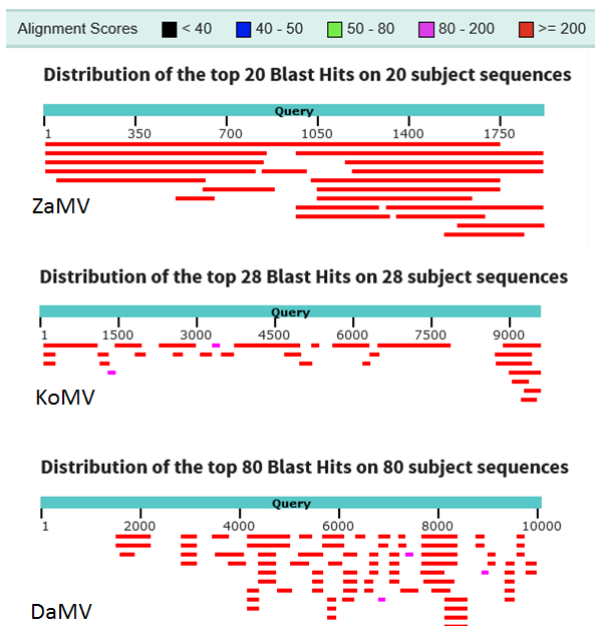 Alignment Scores < 40 40 - 50 50 - 80 80 - 200 >= 200
Distribution of the top 20 Blast Hits on 20 subject sequences
Query
1 350 700 1050 1400 1750
ZaMV
Distribution of the top 28 Blast Hits on 28 subject sequences
Query
1 1500 3000 4500 6000 7500 9000
KoMV
Distribution of the top 80 Blast Hits on 80 subject sequences
Query
1 2000 4000 6000 8000 10000
DaMV